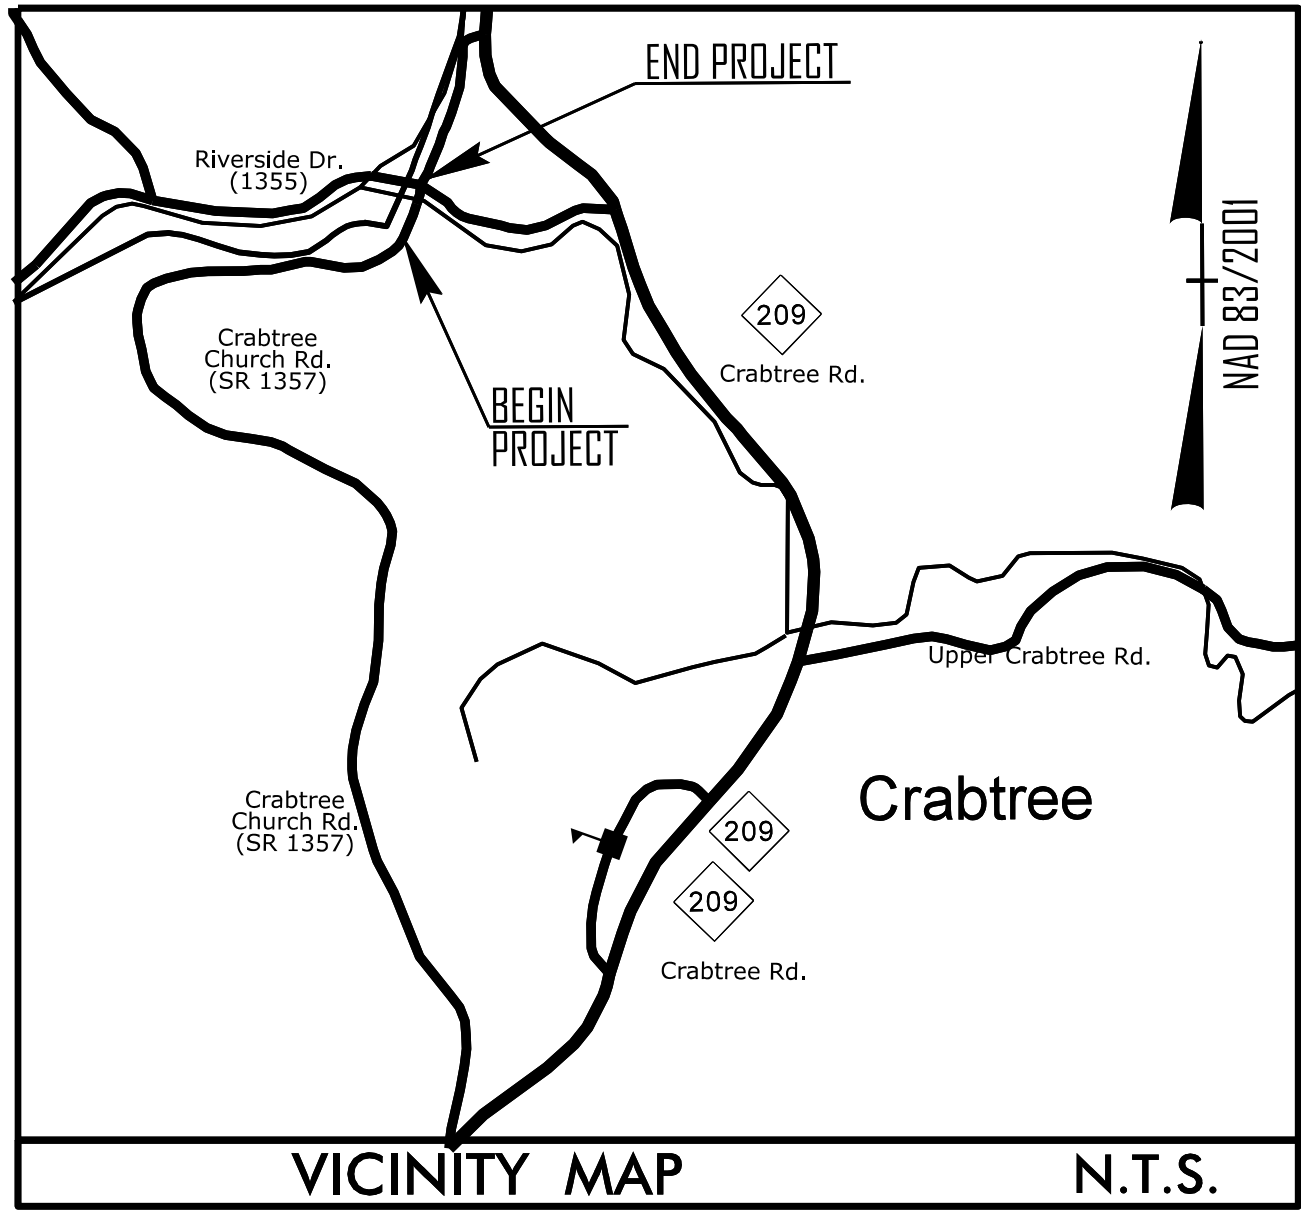 END PROJECT
Riverside Dr.
(1355)
NAD 83/2001
209
Crabtree Rd.
Crabtree
Church Rd.
(SR 1357)
BEGIN
PROJECT
Upper Crabtree Rd.
Crabtree
Crabtree
Church Rd.
(SR 1357)
209
209
Crabtree Rd.
VICINITY MAP
N.T.S.